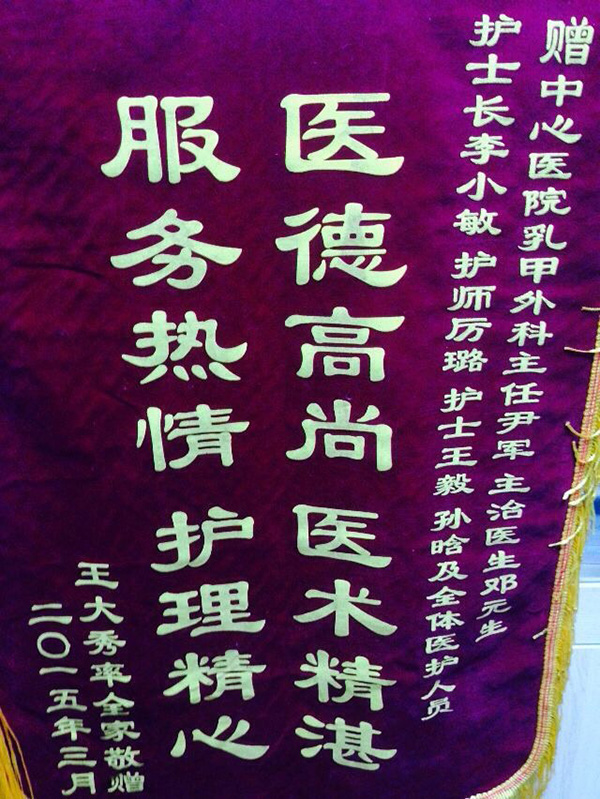 赠中心医院乳甲外科主任尹军 主治医生邓元生
护士长李小敏 护师厉璐 护士王毅 孙晗及全体医护人员
医德高尚 医术精湛
服务热情 护理精心
王大秀率全家敬赠
二〇一五年三月